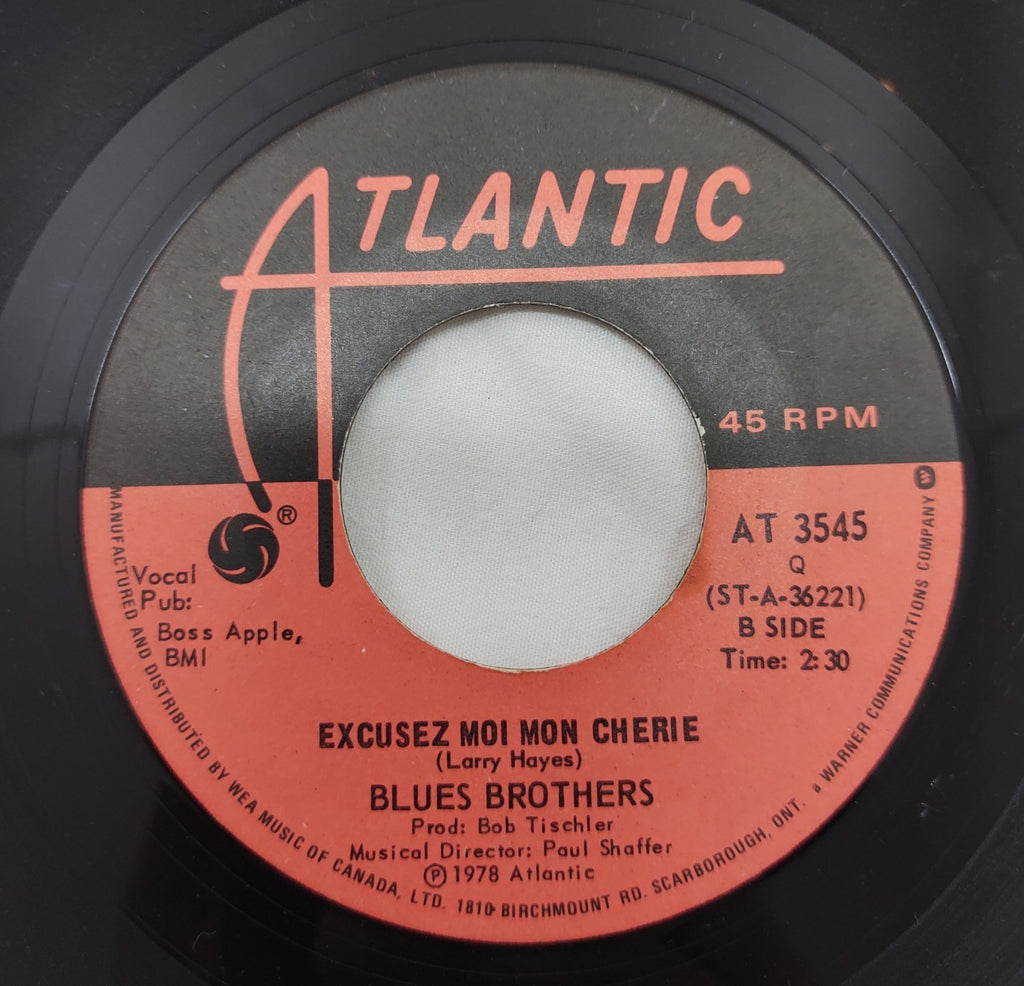 ATLANTIC
®
45 RPM
AT 3545
Q
(ST-A-36221)
B SIDE
Time: 2:30
Vocal
Pub:
Boss Apple,
BMI
EXCUSEZ MOI MON CHERIE
(Larry Hayes)
BLUES BROTHERS
Prod: Bob Tischler
Musical Director: Paul Shaffer
Ⓟ 1978 Atlantic
MANUFACTURED AND DISTRIBUTED BY WEA MUSIC OF CANADA, LTD. 1810 BIRCHMOUNT RD. SCARBOROUGH, ONT. a WARNER COMMUNICATIONS COMPANY